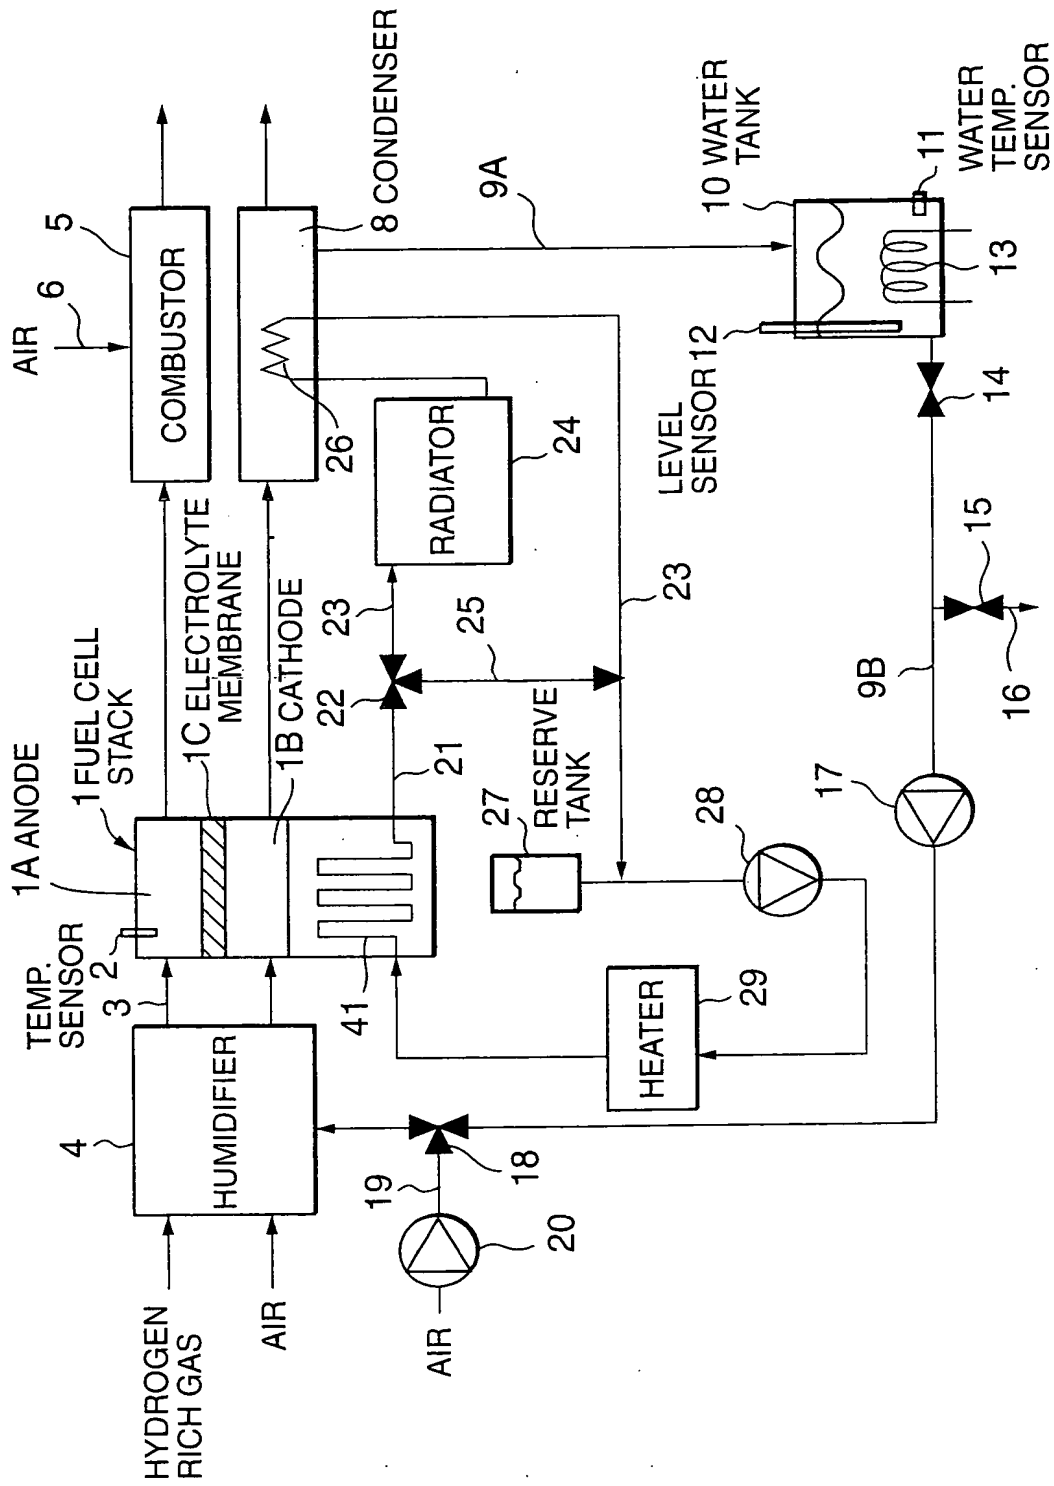 HYDROGEN
RICH GAS
AIR
AIR
4
HUMIDIFIER
19
20
18
TEMP.
SENSOR
2
3
1A ANODE
1 FUEL CELL
STACK
1C ELECTROLYTE
MEMBRANE
1B CATHODE
41
21
22
23
25
AIR
6
5
COMBUSTOR
8 CONDENSER
26
RADIATOR
24
23
27
RESERVE
TANK
28
HEATER
29
9A
10 WATER
TANK
LEVEL
SENSOR 12
11
WATER
TEMP.
SENSOR
13
14
15
16
9B
17